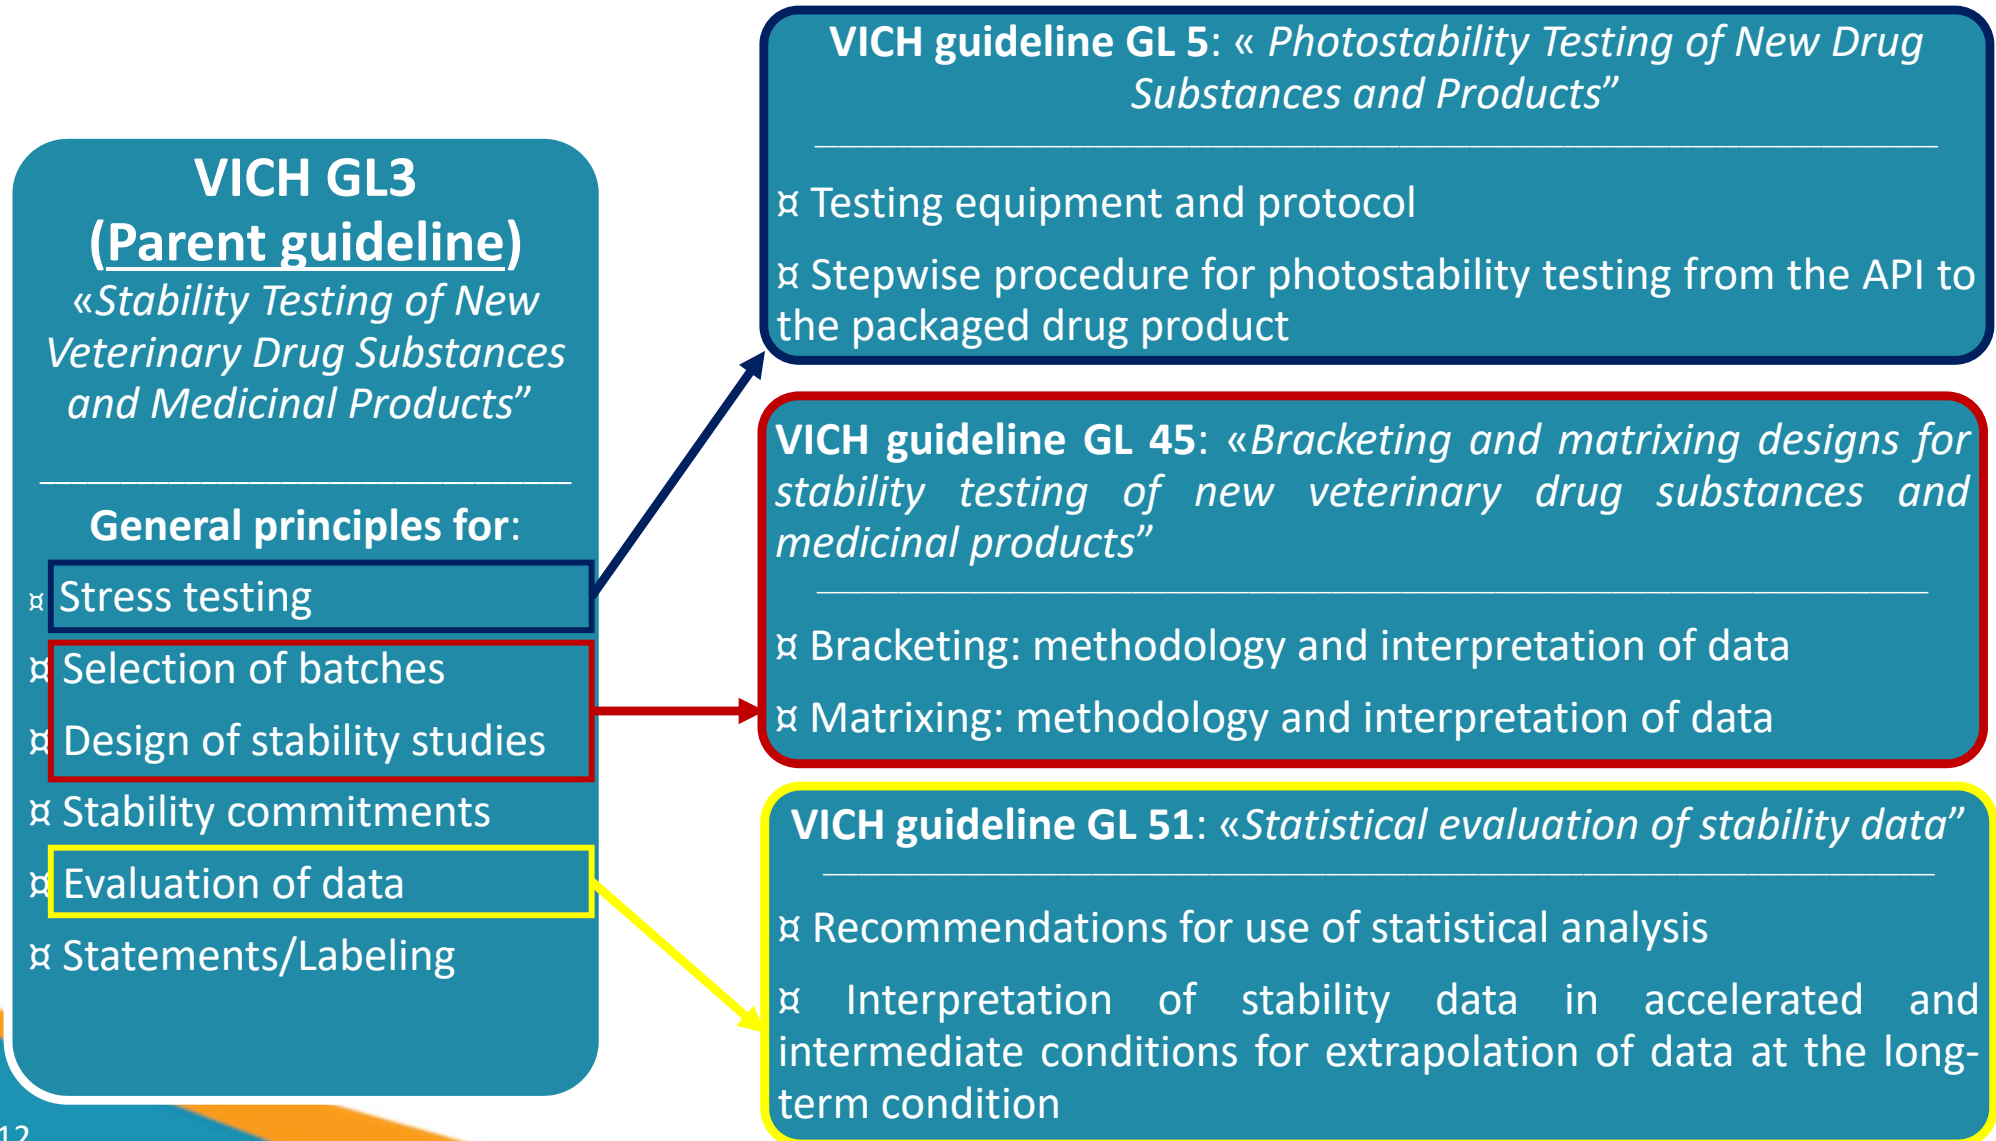 VICH GL3
(Parent guideline)
«Stability Testing of New
Veterinary Drug Substances
and Medicinal Products”
General principles for:
¤ Stress testing
¤ Selection of batches
¤ Design of stability studies
¤ Stability commitments
¤ Evaluation of data
¤ Statements/Labeling
VICH guideline GL 5: « Photostability Testing of New Drug
Substances and Products”
¤ Testing equipment and protocol
¤ Stepwise procedure for photostability testing from the API to
the packaged drug product
VICH guideline GL 45: «Bracketing and matrixing designs for
stability testing of new veterinary drug substances and
medicinal products”
¤ Bracketing: methodology and interpretation of data
¤ Matrixing: methodology and interpretation of data
VICH guideline GL 51: «Statistical evaluation of stability data”
¤ Recommendations for use of statistical analysis
¤ Interpretation of stability data in accelerated and
intermediate conditions for extrapolation of data at the long-
term condition
12